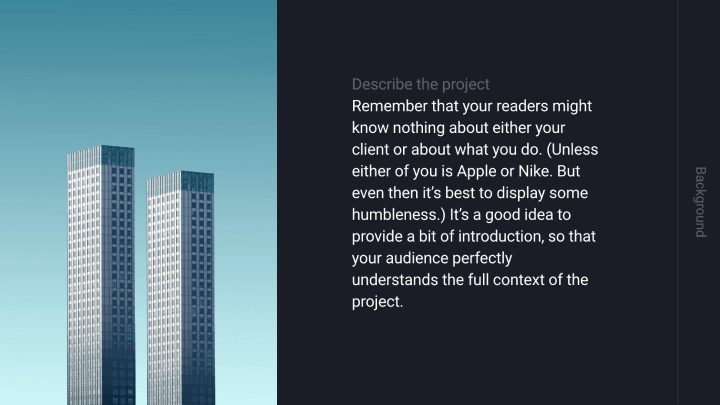 Describe the project
Remember that your readers might
know nothing about either your
client or about what you do. (Unless
either of you is Apple or Nike. But
even then it’s best to display some
humbleness.) It’s a good idea to
provide a bit of introduction, so that
your audience perfectly
understands the full context of the
project.
Background